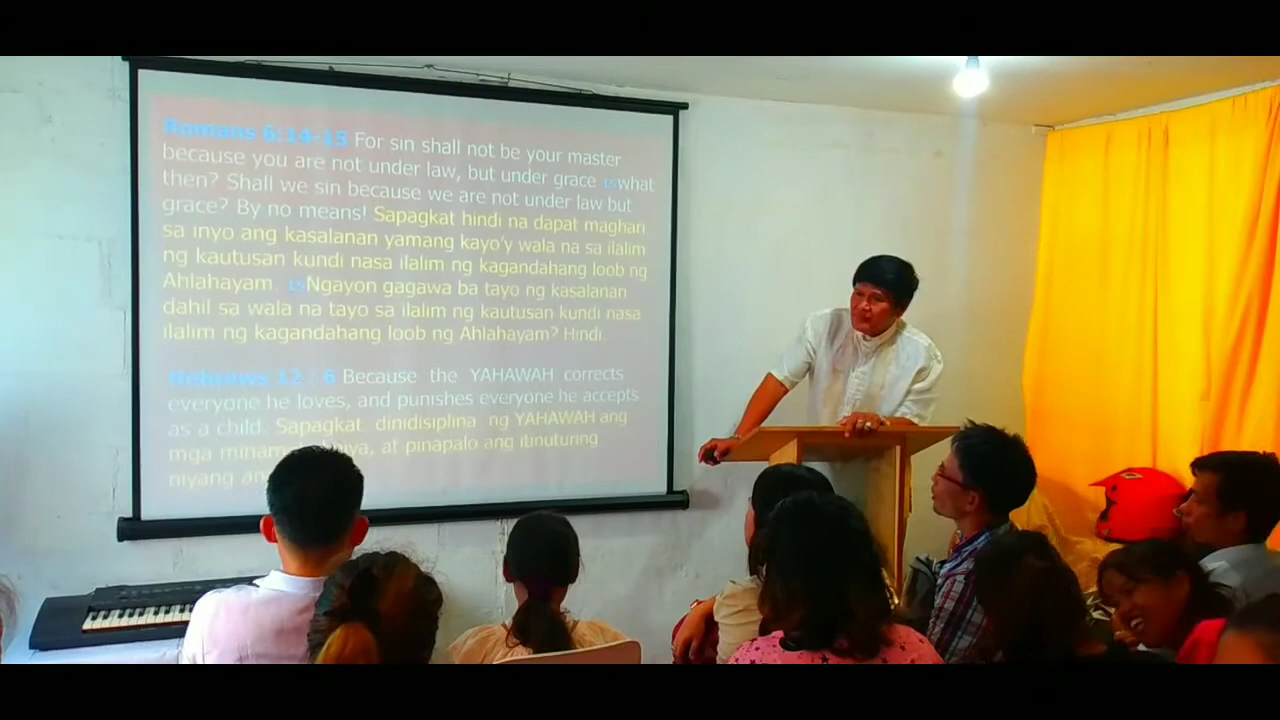 Romans 6:14-15 For sin shall not be your master
because you are not under law, but under grace 15what
then? Shall we sin because we are not under law but
grace? By no means! Sapagkat hindi na dapat maghari
sa inyo ang kasalanan yamang kayo'y wala na sa ilalim
ng kautusan kundi nasa ilalim ng kagandahang loob ng
Ahlahayam. 15Ngayon gagawa ba tayo ng kasalanan
dahil sa wala na tayo sa ilalim ng kautusan kundi nasa
ilalim ng kagandahang loob ng Ahlahayam? Hindi.
Hebrews 12:6 Because the YAHAWAH corrects
everyone he loves, and punishes everyone he accepts
as a child. Sapagkat dinidisiplina ng YAHAWAH ang
mga at pinapalo ang itinuturing
niyang